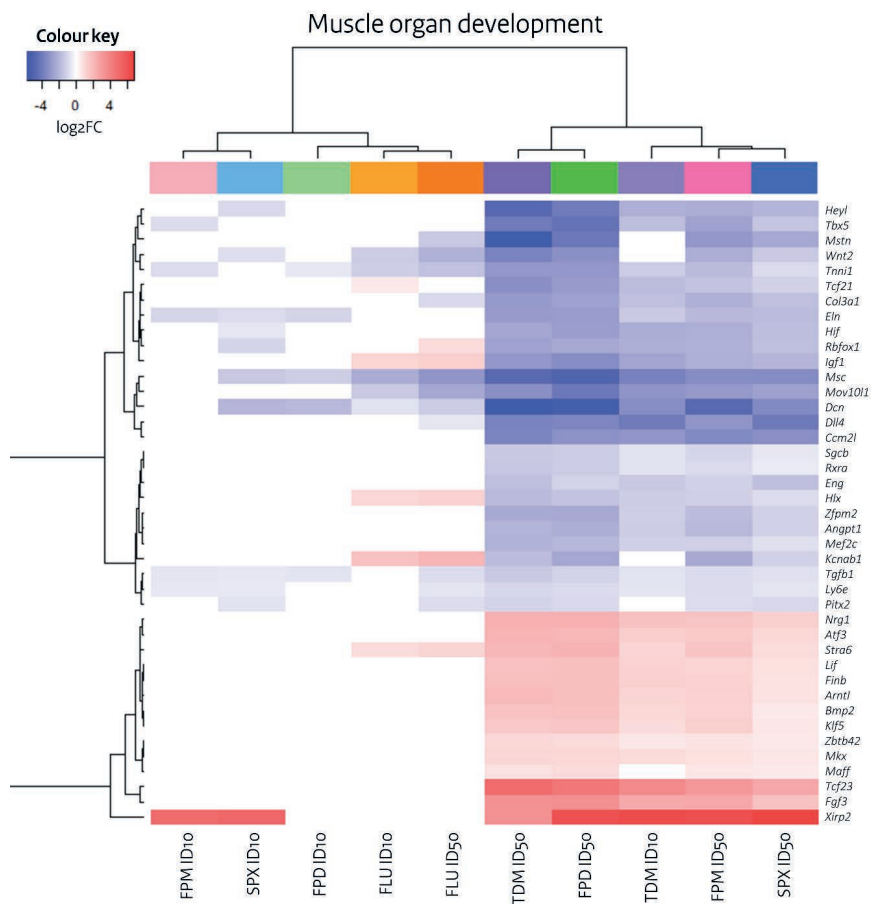 Muscle organ development
Colour key
-4 0 4
log2FC
Heyl
Tbx5
Mstn
Wnt2
Tnni1
Tcf21
Col3a1
Eln
Hif
Rbfox1
Igf1
Msc
Mov10l1
Dcn
Dll4
Ccm2l
Sgcb
Rxra
Eng
Hlx
Zfpm2
Angpt1
Mef2c
Kcnab1
Tgfb1
Ly6e
Pitx2
Nrg1
Atf3
Stra6
Lif
Finb
Arntl
Bmp2
Klf5
Zbtb42
Mkx
Maff
Tcf23
Fgf3
Xirp2
FPM ID10
SPX ID10
FPD ID10
FLU ID10
FLU ID50
TDM ID50
FPD ID50
TDM ID10
FPM ID50
SPX ID50